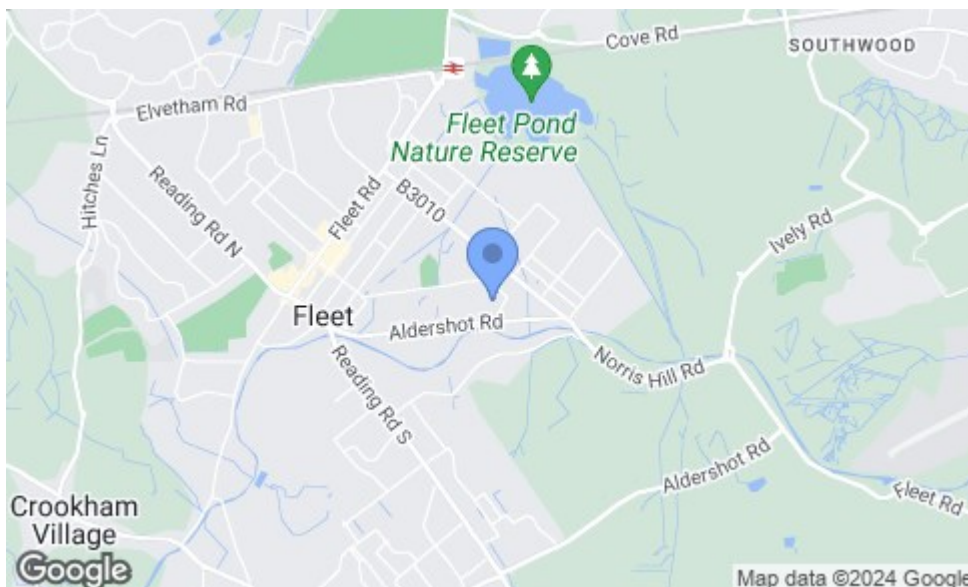 Cove Rd
SOUTHWOOD
Elvetham Rd
Fleet Pond
Nature Reserve
Hitches Ln
Reading Rd N
Fleet Rd
B3010
Ively Rd
Fleet
Aldershot Rd
Norris Hill Rd
Reading Rd S
Aldershot Rd
Fleet Rd
Crookham
Village
Google
Map data ©2024 Google